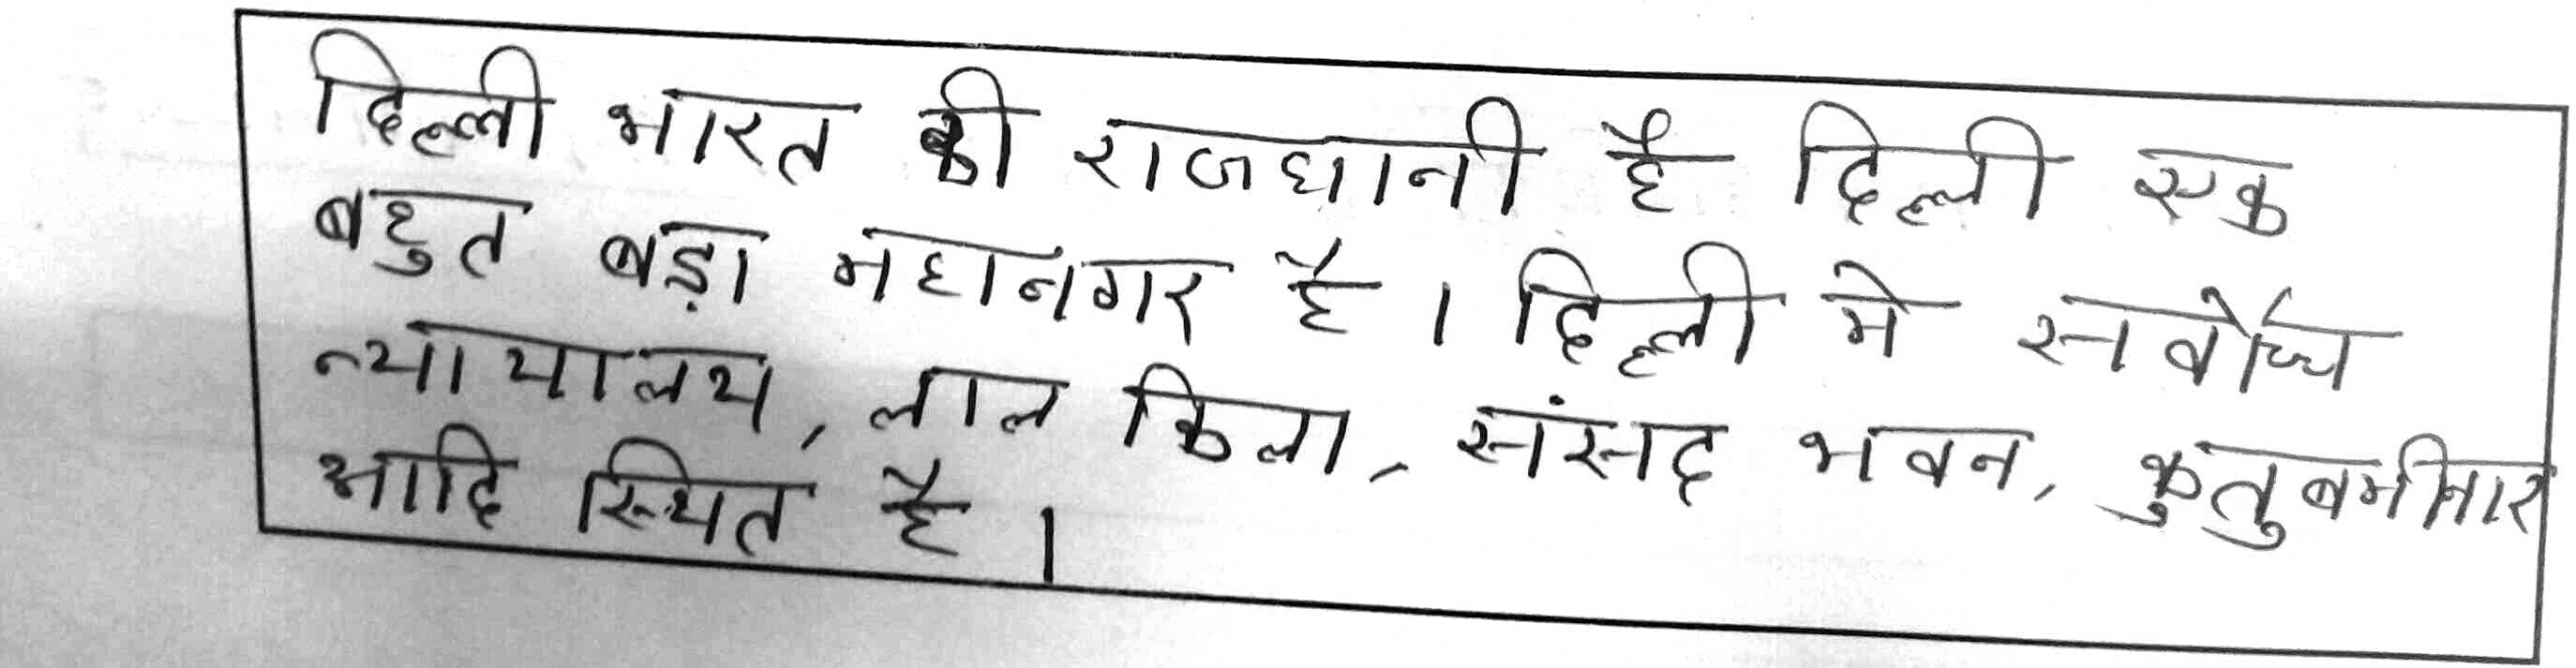 दिल्ली भारत की राजधानी है दिल्ली एक
बहुत बड़ा महानगर है । दिल्ली मे सर्वोच्च
न्यायालय, लाल किला, संसद भवन, कुतुबमीनार
आदि स्थित है ।